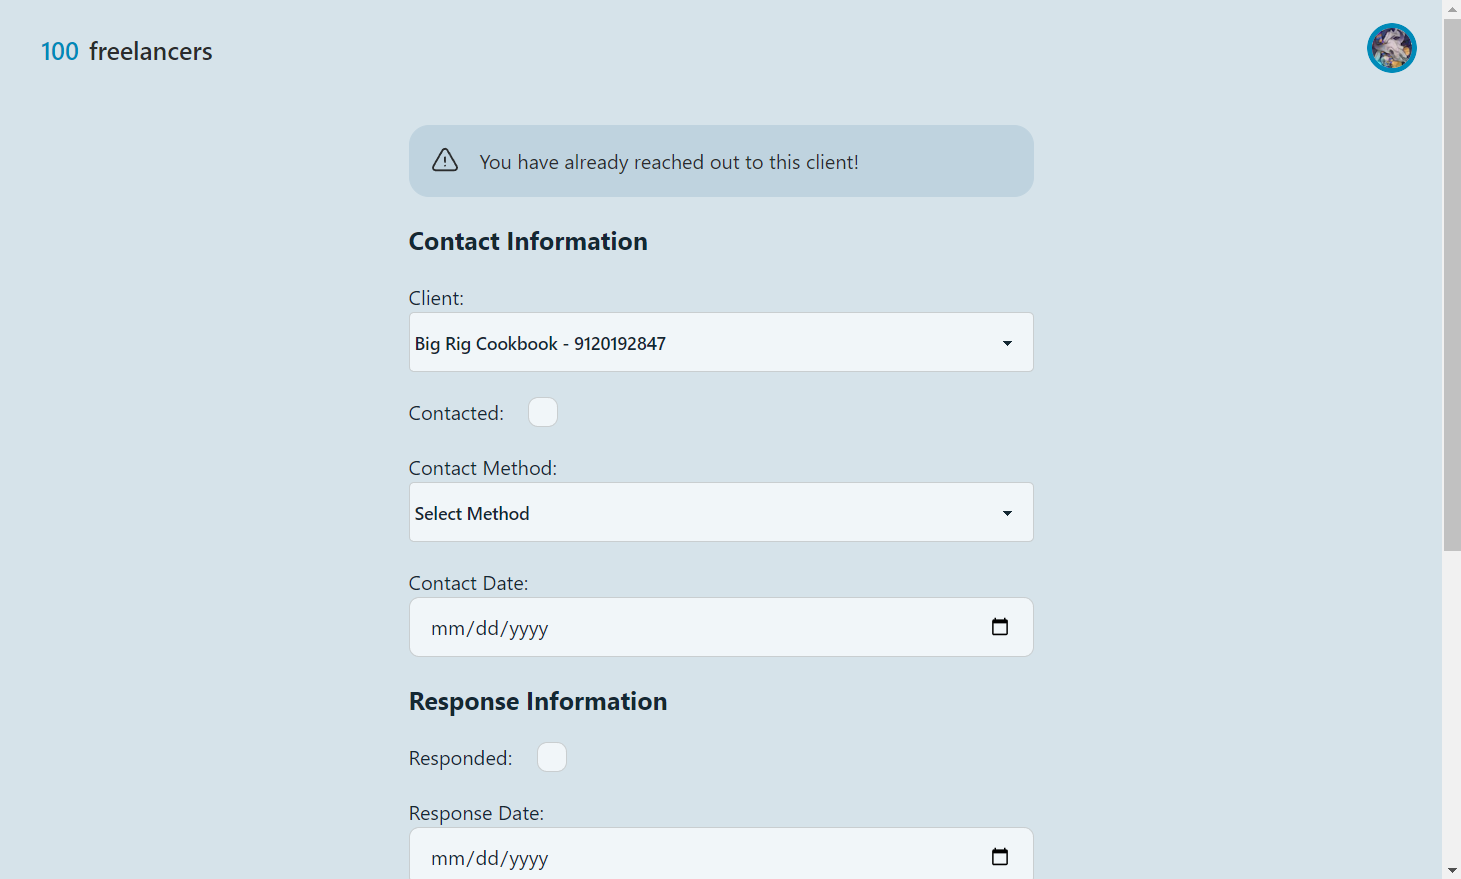 100 freelancers
You have already reached out to this client!
Contact Information
Client:
Big Rig Cookbook - 9120192847
Contacted:
Contact Method:
Select Method
Contact Date:
mm/dd/yyyy
Response Information
Responded:
Response Date:
mm/dd/yyyy